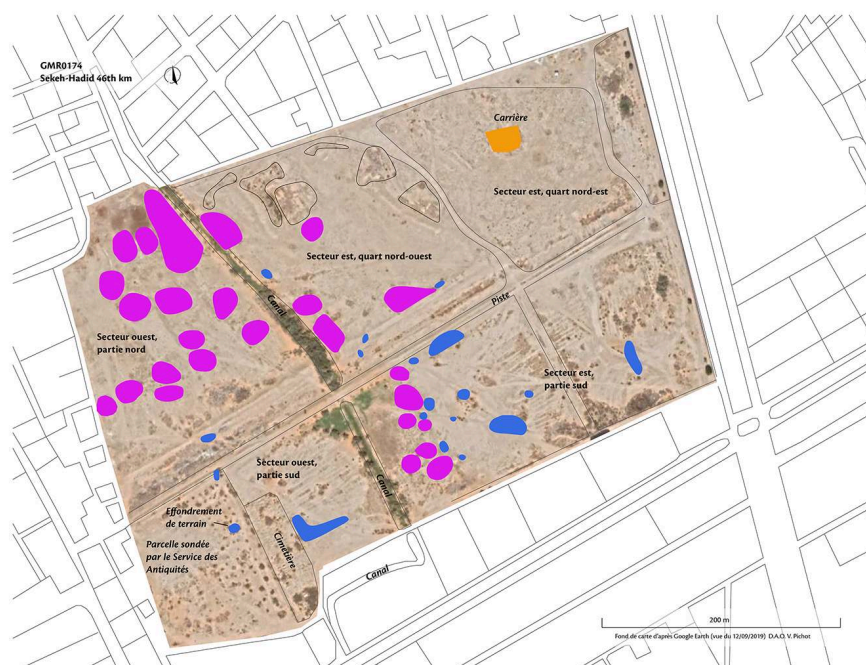 GMR0174
Sekeh-Hadid 46th km
Carrière
Secteur est, quart nord-est
Secteur est, quart nord-ouest
Canal
Piste
Secteur ouest,
partie nord
Secteur est,
partie sud
Secteur ouest,
partie sud
Canal
Effondrement
de terrain
Cimetière
Parcelle sondée
par le Service des
Antiquités
Canal
200 m
Fond de carte d'après Google Earth (vue du 12/09/2019) D.A.O. V. Pichot